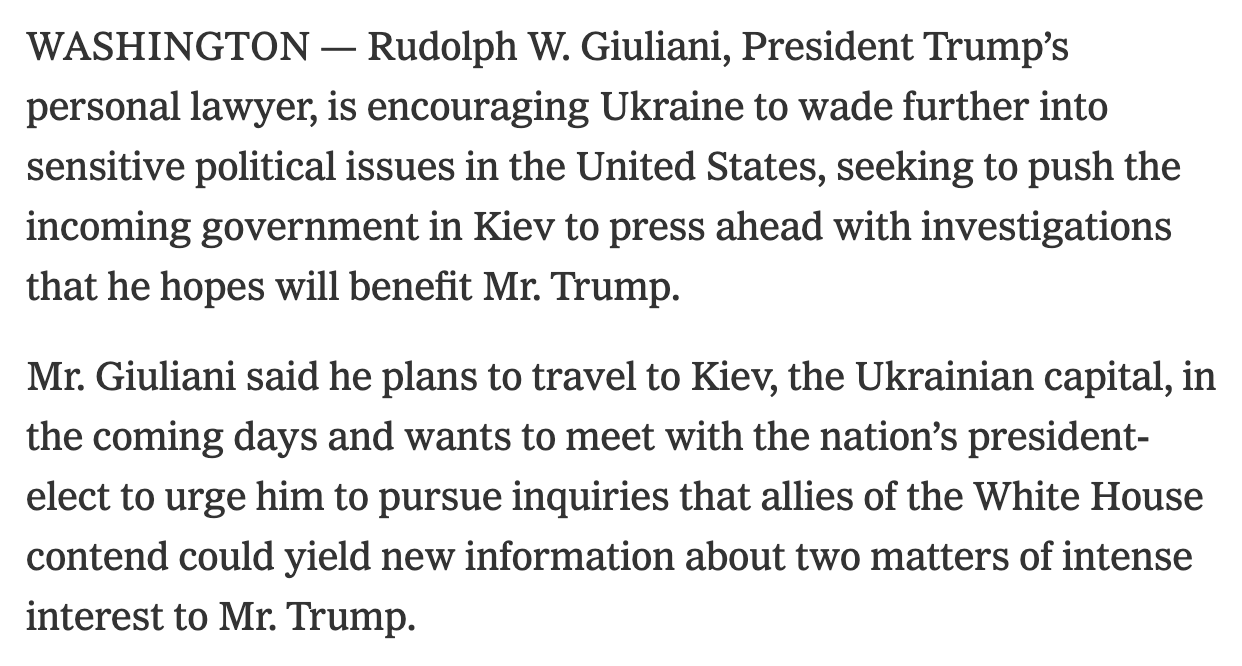 WASHINGTON — Rudolph W. Giuliani, President Trump’s
personal lawyer, is encouraging Ukraine to wade further into
sensitive political issues in the United States, seeking to push the
incoming government in Kiev to press ahead with investigations
that he hopes will benefit Mr. Trump.
Mr. Giuliani said he plans to travel to Kiev, the Ukrainian capital, in
the coming days and wants to meet with the nation’s president-
elect to urge him to pursue inquiries that allies of the White House
contend could yield new information about two matters of intense
interest to Mr. Trump.